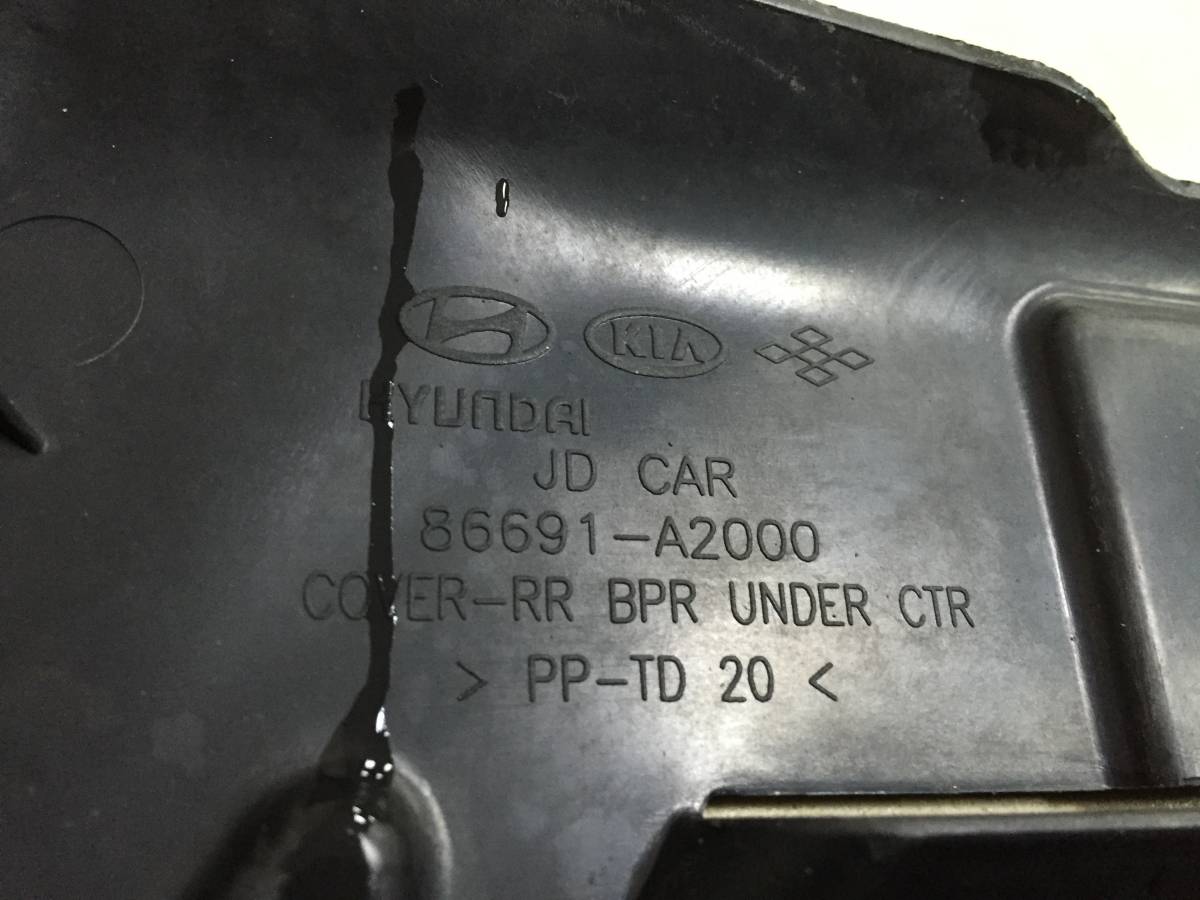 KIA
HYUNDAI
JD CAR
86691-A2000
COVER-RR BPR UNDER CTR
> PP-TD 20 <